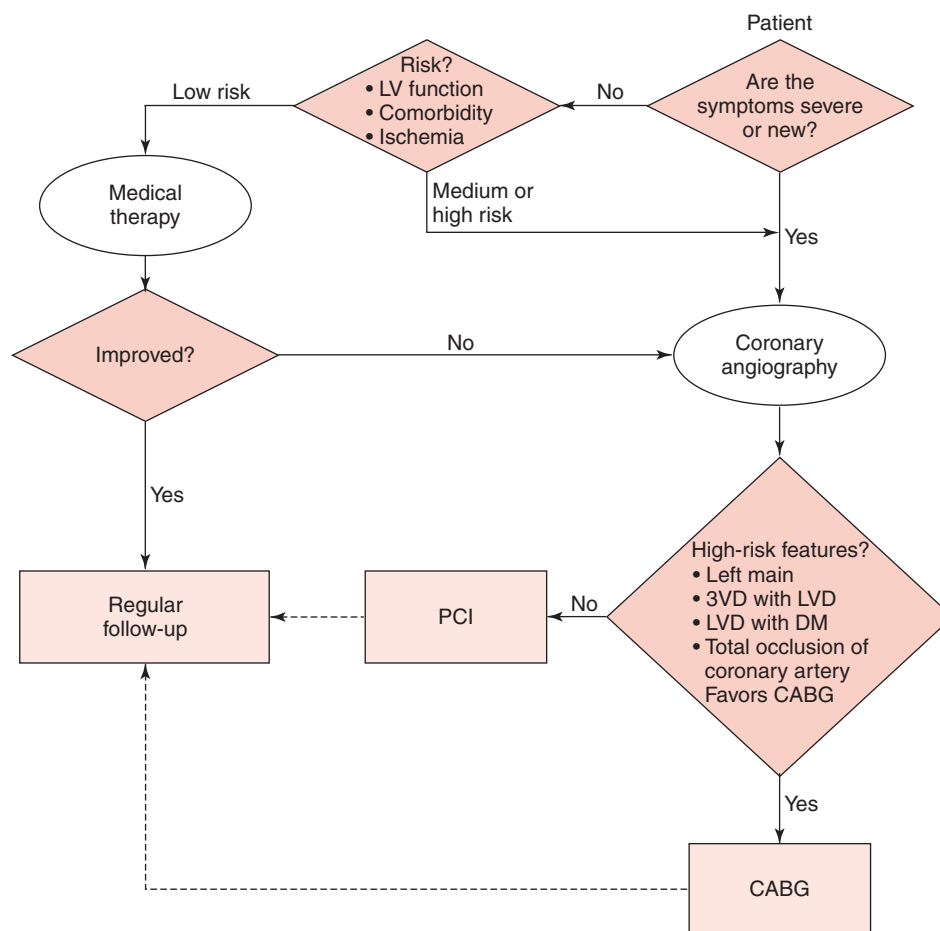 Patient
Are the
symptoms severe
or new?
No
Risk?
• LV function
• Comorbidity
• Ischemia
Low risk
Medium or
high risk
Yes
Medical
therapy
Improved?
No
Coronary
angiography
Yes
High-risk features?
• Left main
• 3VD with LVD
• LVD with DM
• Total occlusion of
coronary artery
Favors CABG
No
PCI
Regular
follow-up
Yes
CABG